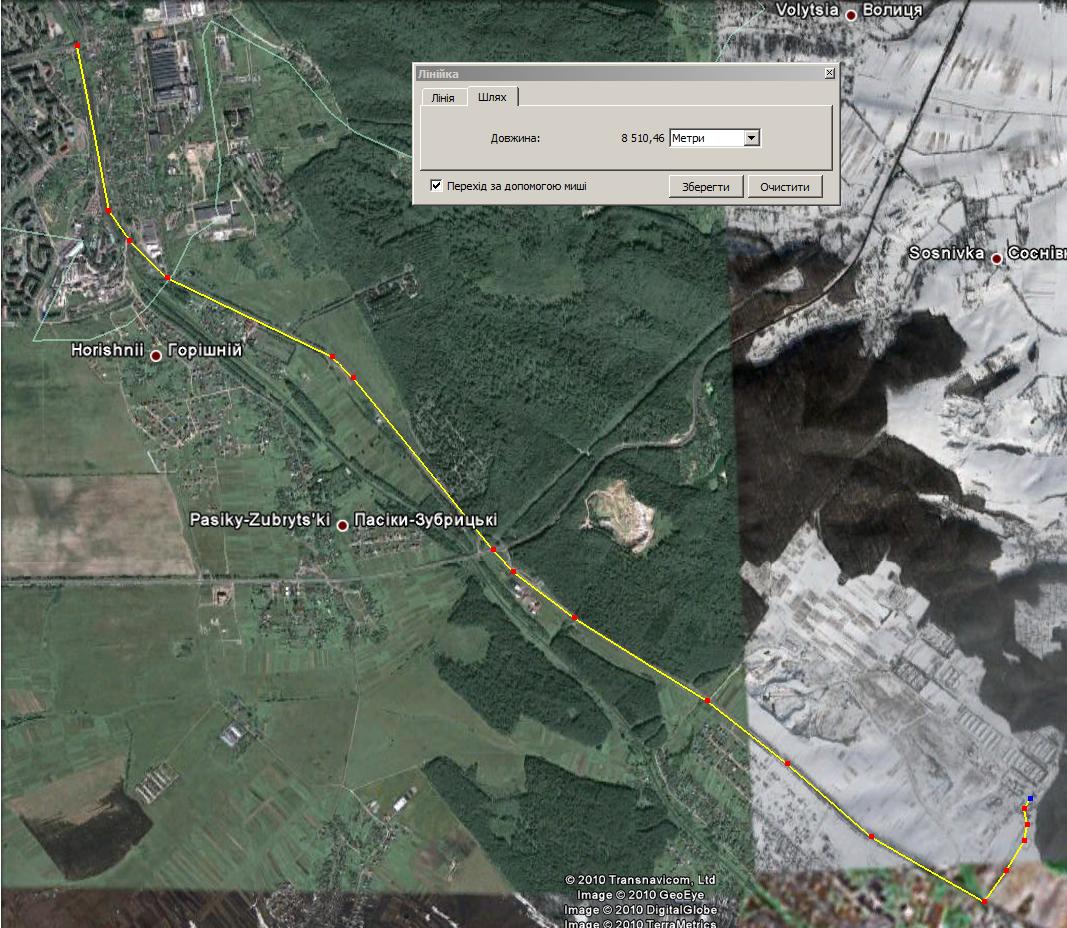 Volytsia Волиця
Лінійка
Лінія Шлях
Довжина: 8 510,46 Метри
Перехід за допомогою миші Зберегти Очистити
Sosnivka Соснів
Horishnii Горішній
Pasiky-Zubryts'ki Пасіки-Зубрицькі
© 2010 Transnavicom, Ltd
Image © 2010 GeoEye
Image © 2010 DigitalGlobe
Image © 2010 TerraMetrics